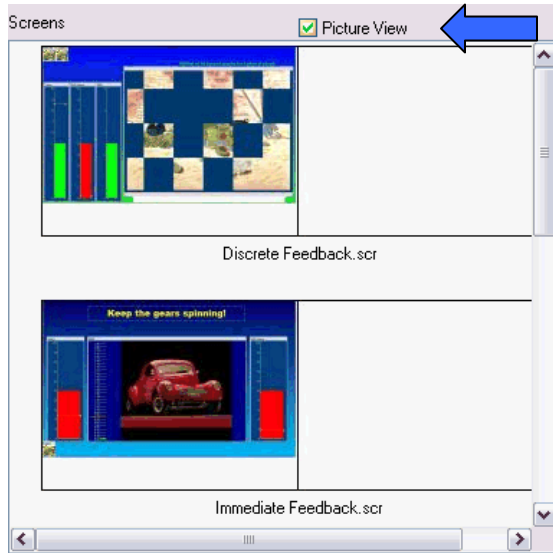 Screens
Picture View
Discrete Feedback.scr
Keep the gears spinning!
Immediate Feedback.scr